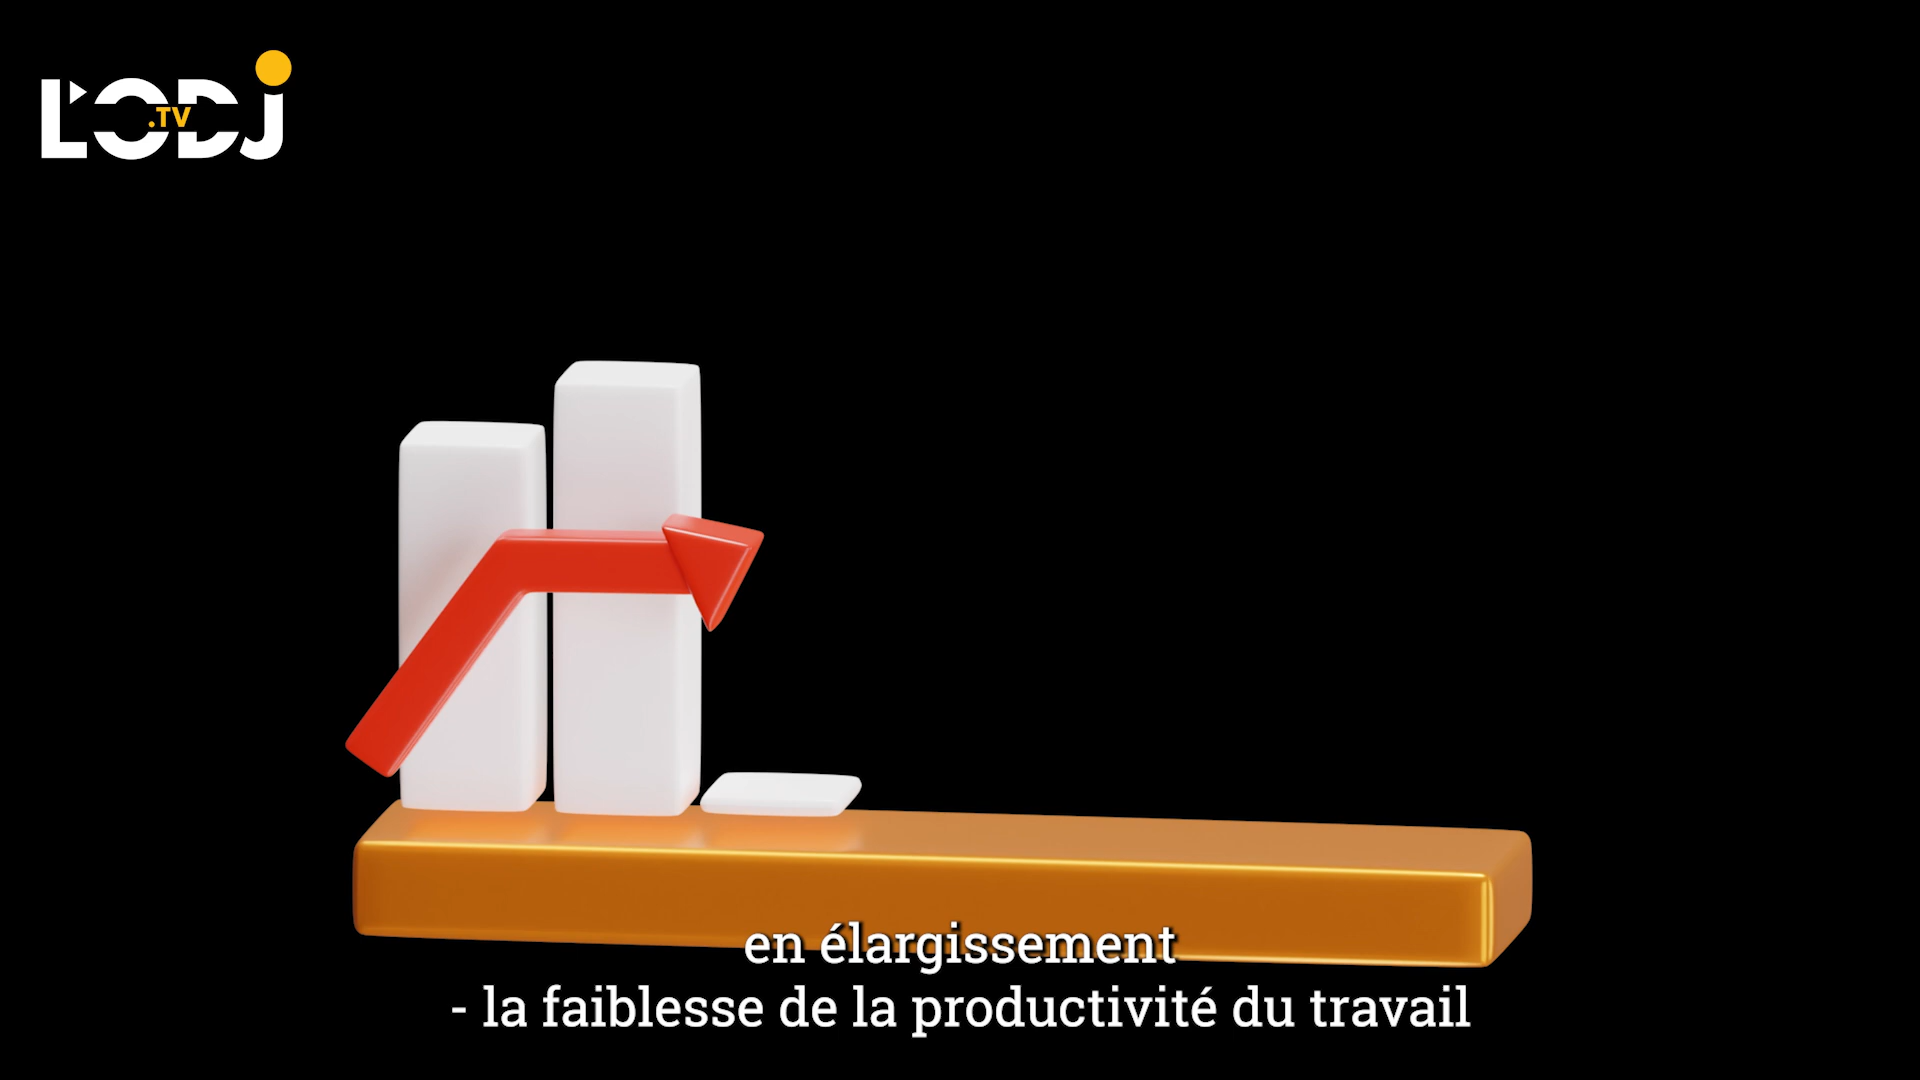 L'ODJ
.TV
en élargissement
- la faiblesse de la productivité du travail